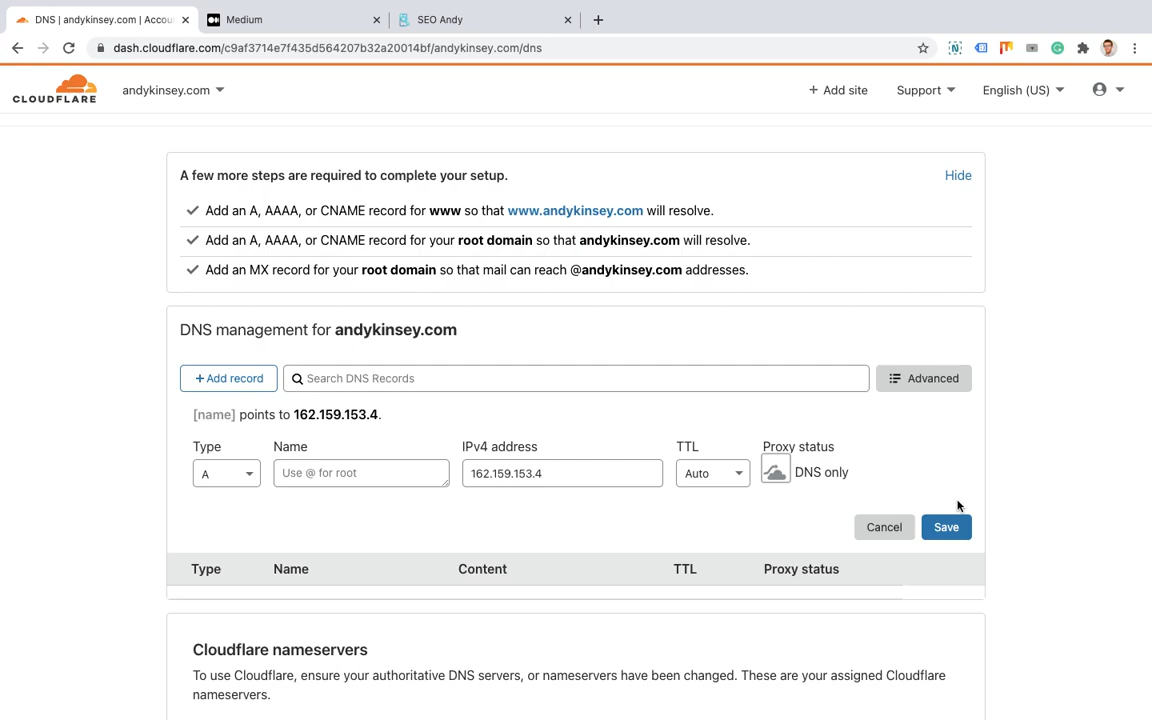 DNS | andykinsey.com | Accou
Medium
SEO Andy
dash.cloudflare.com/c9af3714e7f435d564207b32a20014bf/andykinsey.com/dns
CLOUDFLARE
andykinsey.com
+ Add site
Support
English (US)
A few more steps are required to complete your setup.
Hide
Add an A, AAAA, or CNAME record for www so that www.andykinsey.com will resolve.
Add an A, AAAA, or CNAME record for your root domain so that andykinsey.com will resolve.
Add an MX record for your root domain so that mail can reach @andykinsey.com addresses.
DNS management for andykinsey.com
+ Add record
Search DNS Records
Advanced
[name] points to 162.159.153.4.
Type Name IPv4 address TTL Proxy status
A Use @ for root 162.159.153.4 Auto DNS only
Cancel Save
Type Name Content TTL Proxy status
Cloudflare nameservers
To use Cloudflare, ensure your authoritative DNS servers, or nameservers have been changed. These are your assigned Cloudflare
nameservers.